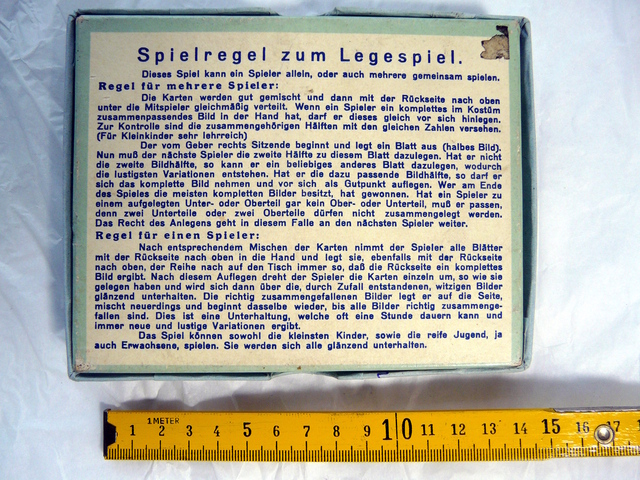 Spielregel zum Legespiel.
Dieses Spiel kann ein Spieler allein, oder auch mehrere gemeinsam spielen.
Regel für mehrere Spieler:
Die Karten werden gut gemischt und dann mit der Rückseite nach oben
unter die Mitspieler gleichmäßig verteilt. Wenn ein Spieler ein komplettes im Kostüm
zusammenpassendes Bild in der Hand hat, darf er dieses gleich vor sich hinlegen.
Zur Kontrolle sind die zusammengehörigen Hälften mit den gleichen Zahlen versehen.
(Für Kleinkinder sehr lehrreich)
Der vom Geber rechts Sitzende beginnt und legt ein Blatt aus (halbes Bild).
Nun muß der nächste Spieler die zweite Hälfte zu diesem Blatt dazulegen. Hat er nicht
die zweite Bildhälfte, so kann er ein beliebiges anderes Blatt dazulegen, wodurch
die lustigsten Variationen entstehen. Hat er die dazu passende Bildhälfte, so darf er
sich das komplette Bild nehmen und vor sich als Gutpunkt auflegen. Wer am Ende
des Spieles die meisten kompletten Bilder besitzt, hat gewonnen. Hat ein Spieler zu
einem aufgelegten Unter- oder Oberteil gar kein Ober- oder Unterteil, muß er passen,
denn zwei Unterteile oder zwei Oberteile dürfen nicht zusammengelegt werden.
Das Recht des Anlegens geht in diesem Falle an den nächsten Spieler weiter.
Regel für einen Spieler:
Nach entsprechendem Mischen der Karten nimmt der Spieler alle Blätter
mit der Rückseite nach oben in die Hand und legt sie, ebenfalls mit der Rückseite
nach oben, der Reihe nach auf den Tisch immer so, daß die Rückseite ein komplettes
Bild ergibt. Nach diesem Auflegen dreht der Spieler die Karten einzeln um, so wie sie
gelegen haben und wird sich dann über die, durch Zufall entstandenen, witzigen Bilder
glänzend unterhalten. Die richtig zusammengefallenen Bilder legt er auf die Seite,
mischt neuerdings und beginnt dasselbe wieder, bis alle Bilder richtig zusammenge-
fallen sind. Dies ist eine Unterhaltung, welche oft eine Stunde dauern kann und
immer neue und lustige Variationen ergibt.
Das Spiel können sowohl die kleinsten Kinder, sowie die reife Jugend, ja
auch Erwachsene, spielen. Sie werden sich alle glänzend unterhalten.
1 METER
1 2 3 4 5 6 7 8 9 10 11 12 13 14 15 16 17